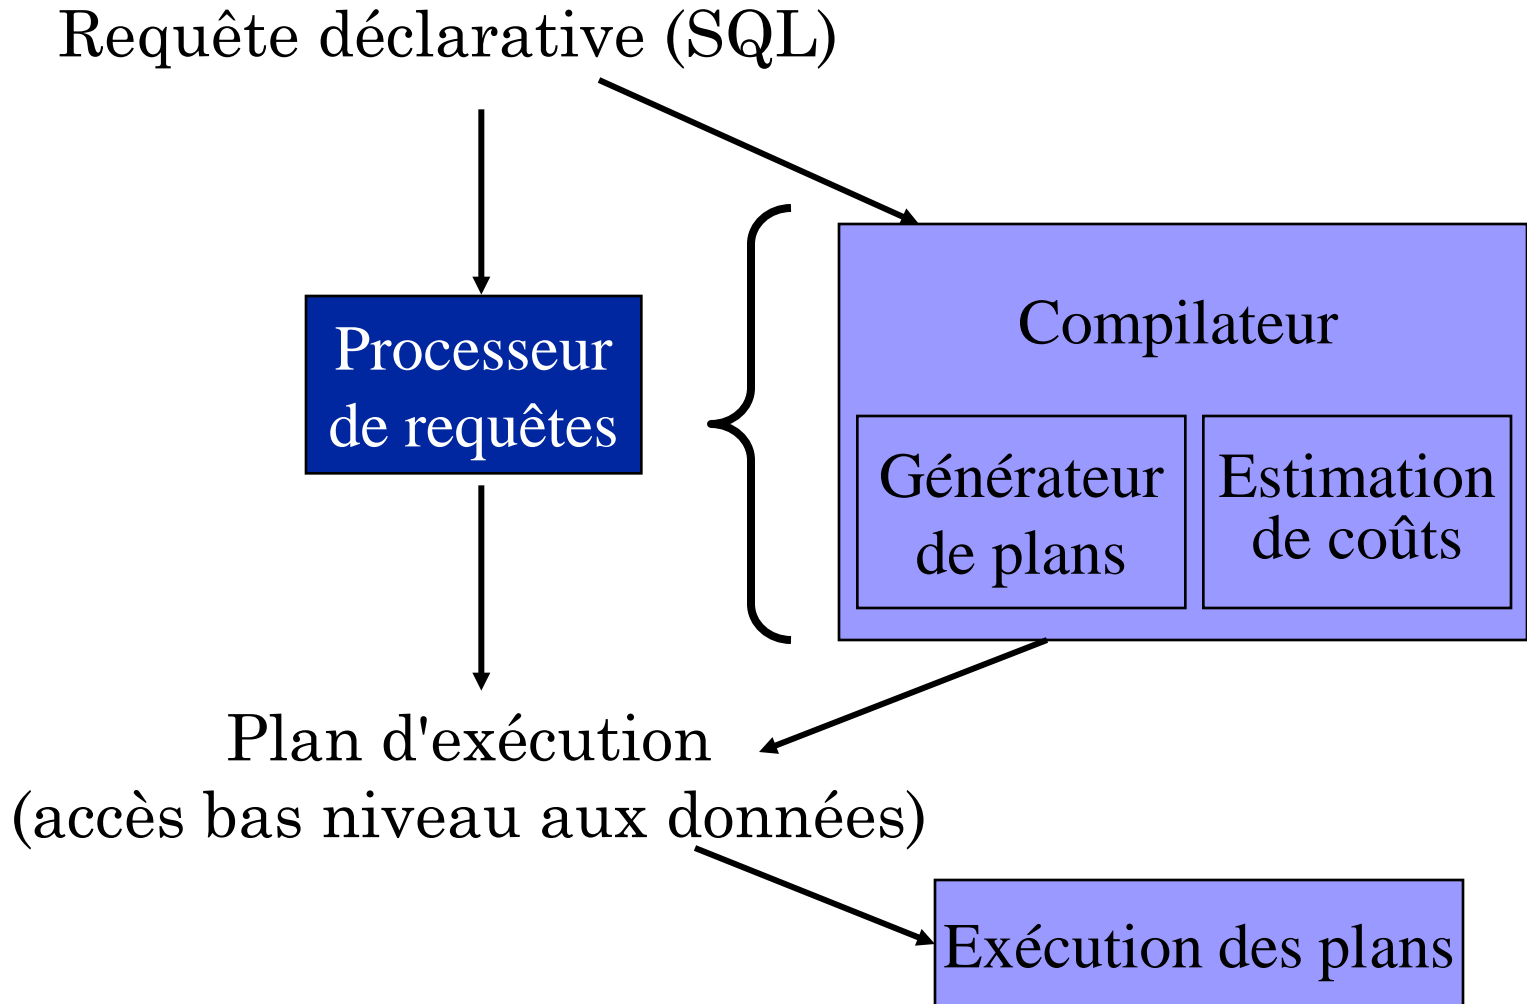 Requête déclarative (SQL)
Processeur
de requêtes
Compilateur
Générateur
de plans
Estimation
de coûts
Plan d'exécution
(accès bas niveau aux données)
Exécution des plans